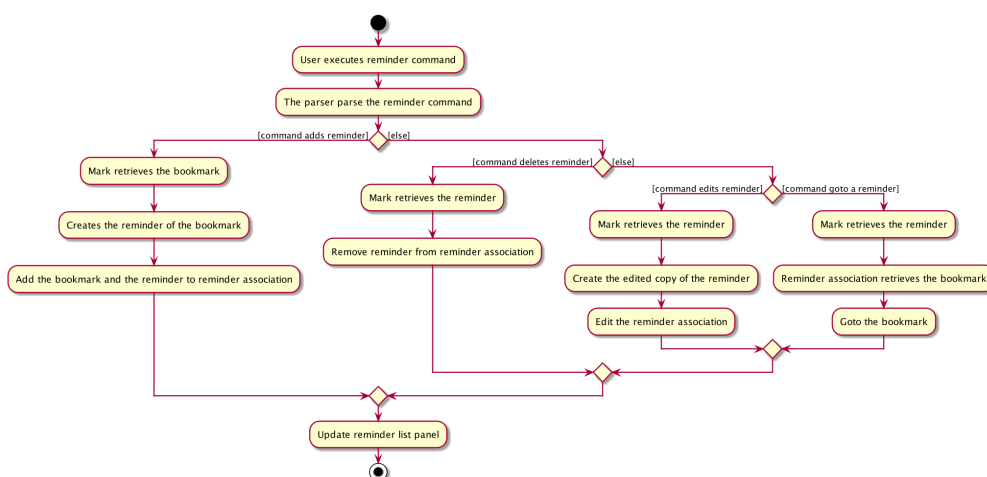 User executes reminder command
The parser parse the reminder command
[command adds reminder] [else]
[command deletes reminder] [else]
Mark retrieves the bookmark
Mark retrieves the reminder
[command edits reminder] [command goto a reminder]
Mark retrieves the reminder
Mark retrieves the reminder
Creates the reminder of the bookmark
Remove reminder from reminder association
Add the bookmark and the reminder to reminder association
Create the edited copy of the reminder
Reminder association retrieves the bookmark
Edit the reminder association
Goto the bookmark
Update reminder list panel